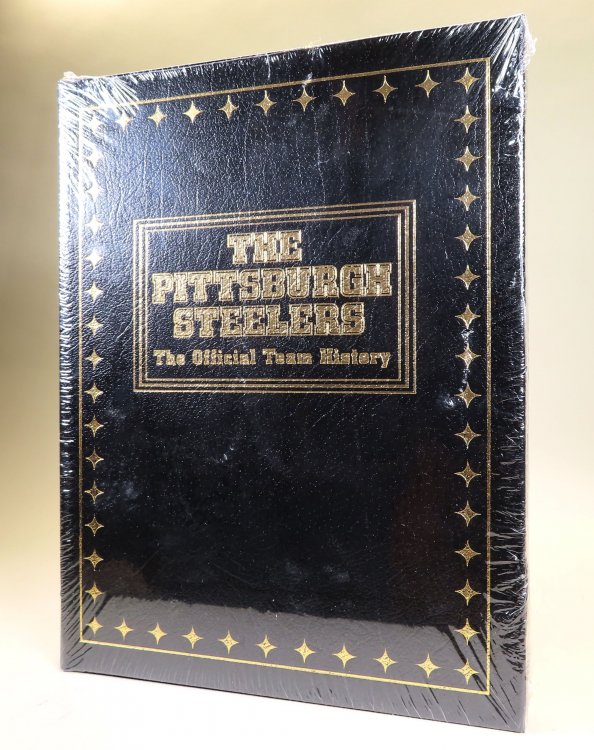 THE
PITTSBURGH
STEELERS
The Official Team History